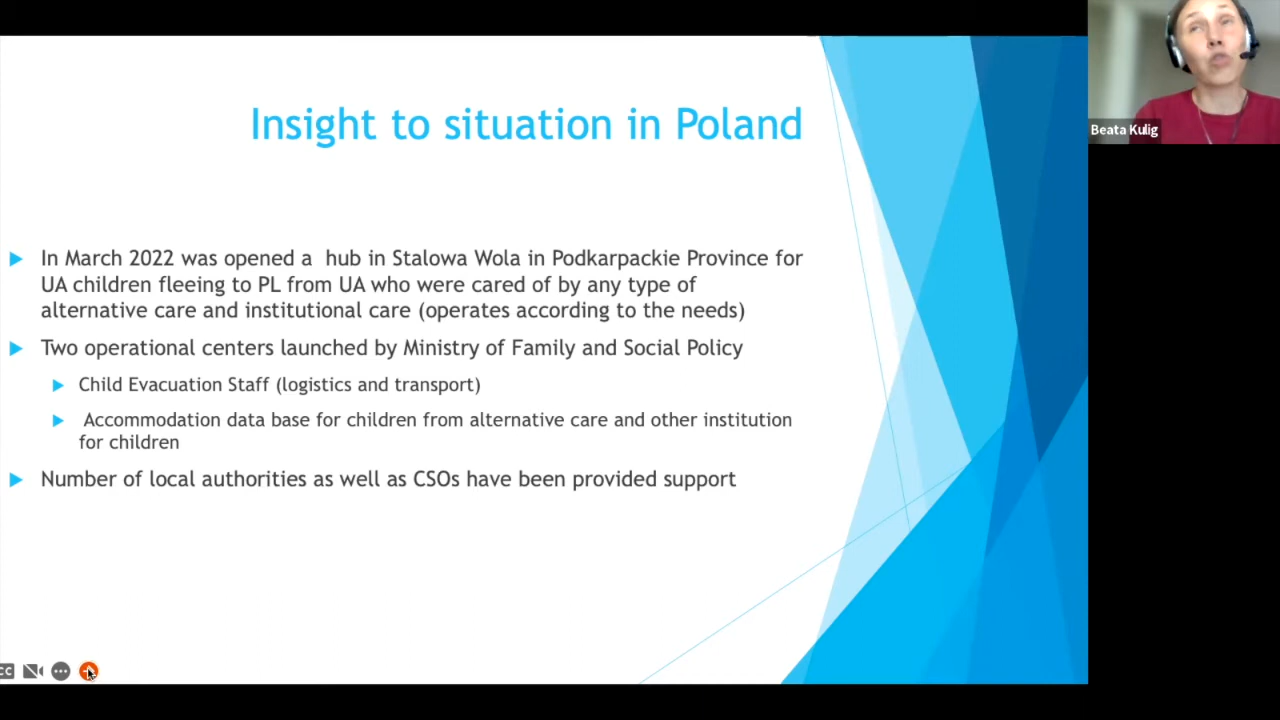 Insight to situation in Poland
In March 2022 was opened a hub in Stalowa Wola in Podkarpackie Province for
UA children fleeing to PL from UA who were cared of by any type of
alternative care and institutional care (operates according to the needs)
Two operational centers launched by Ministry of Family and Social Policy
Child Evacuation Staff (logistics and transport)
Accommodation data base for children from alternative care and other institution
for children
Number of local authorities as well as CSOs have been provided support
Beata Kulig
CC